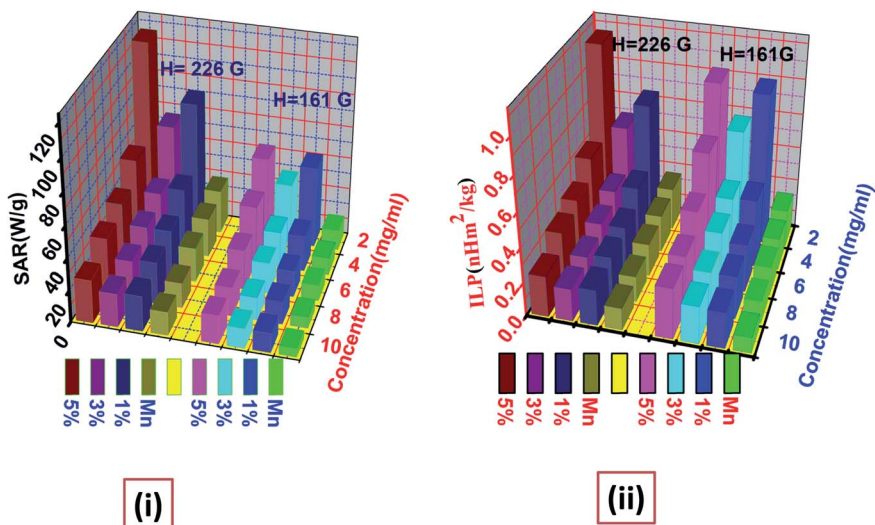 H= 226 G
H=161 G
SAR(W/g)
120
100
80
60
40
20
0
2
4
6
8
10
Concentration(mg/ml)
5%
3%
1%
Mn
5%
3%
1%
Mn
(i)
H=226 G
H=161G
ILP(nHm²/kg)
1.0
0.8
0.6
0.4
0.2
0.0
2
4
6
8
10
Concentration(mg/ml)
5%
3%
1%
Mn
5%
3%
1%
Mn
(ii)